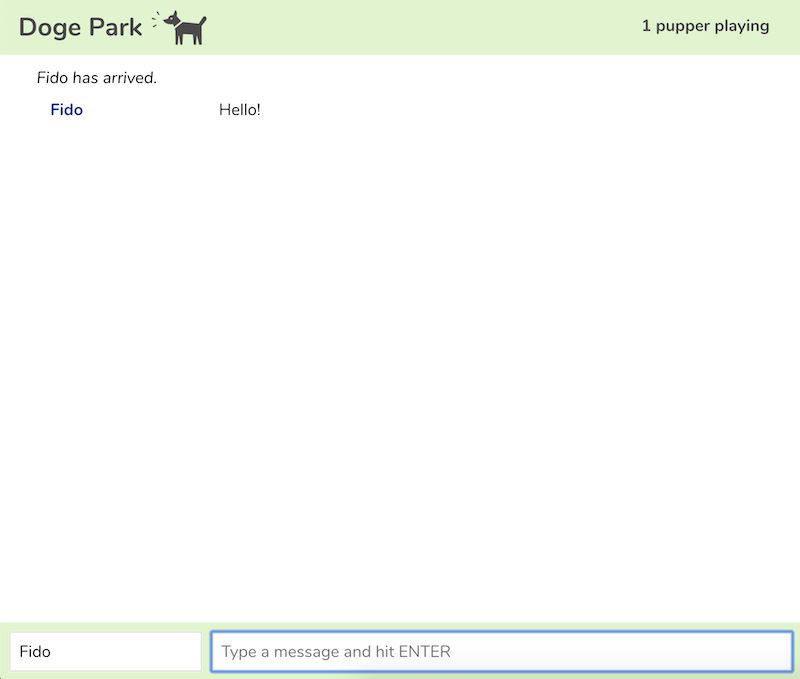 Doge Park
1 pupper playing
Fido has arrived.
Fido Hello!
Fido
Type a message and hit ENTER